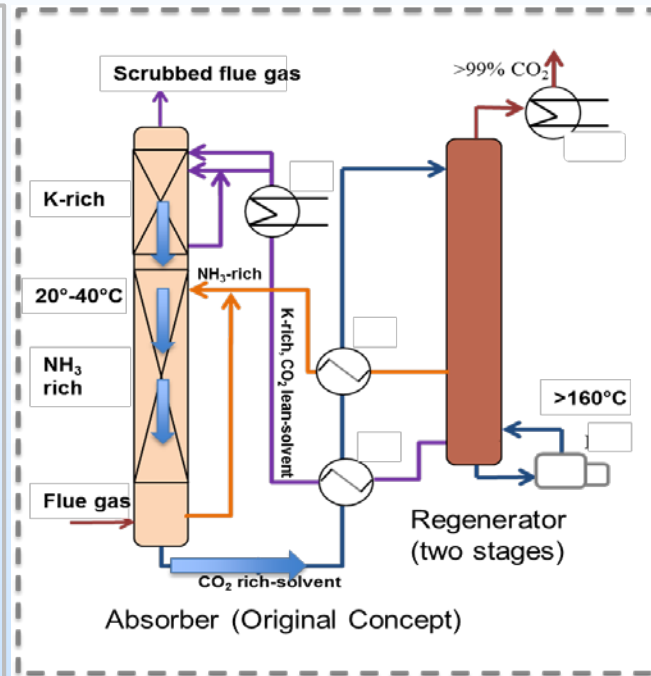 Scrubbed flue gas
>99% CO₂
K-rich
20°-40°C
NH₃-rich
NH₃
rich
K-rich, CO₂ lean-solvent
>160°C
Flue gas
Regenerator
(two stages)
CO₂ rich-solvent
Absorber (Original Concept)